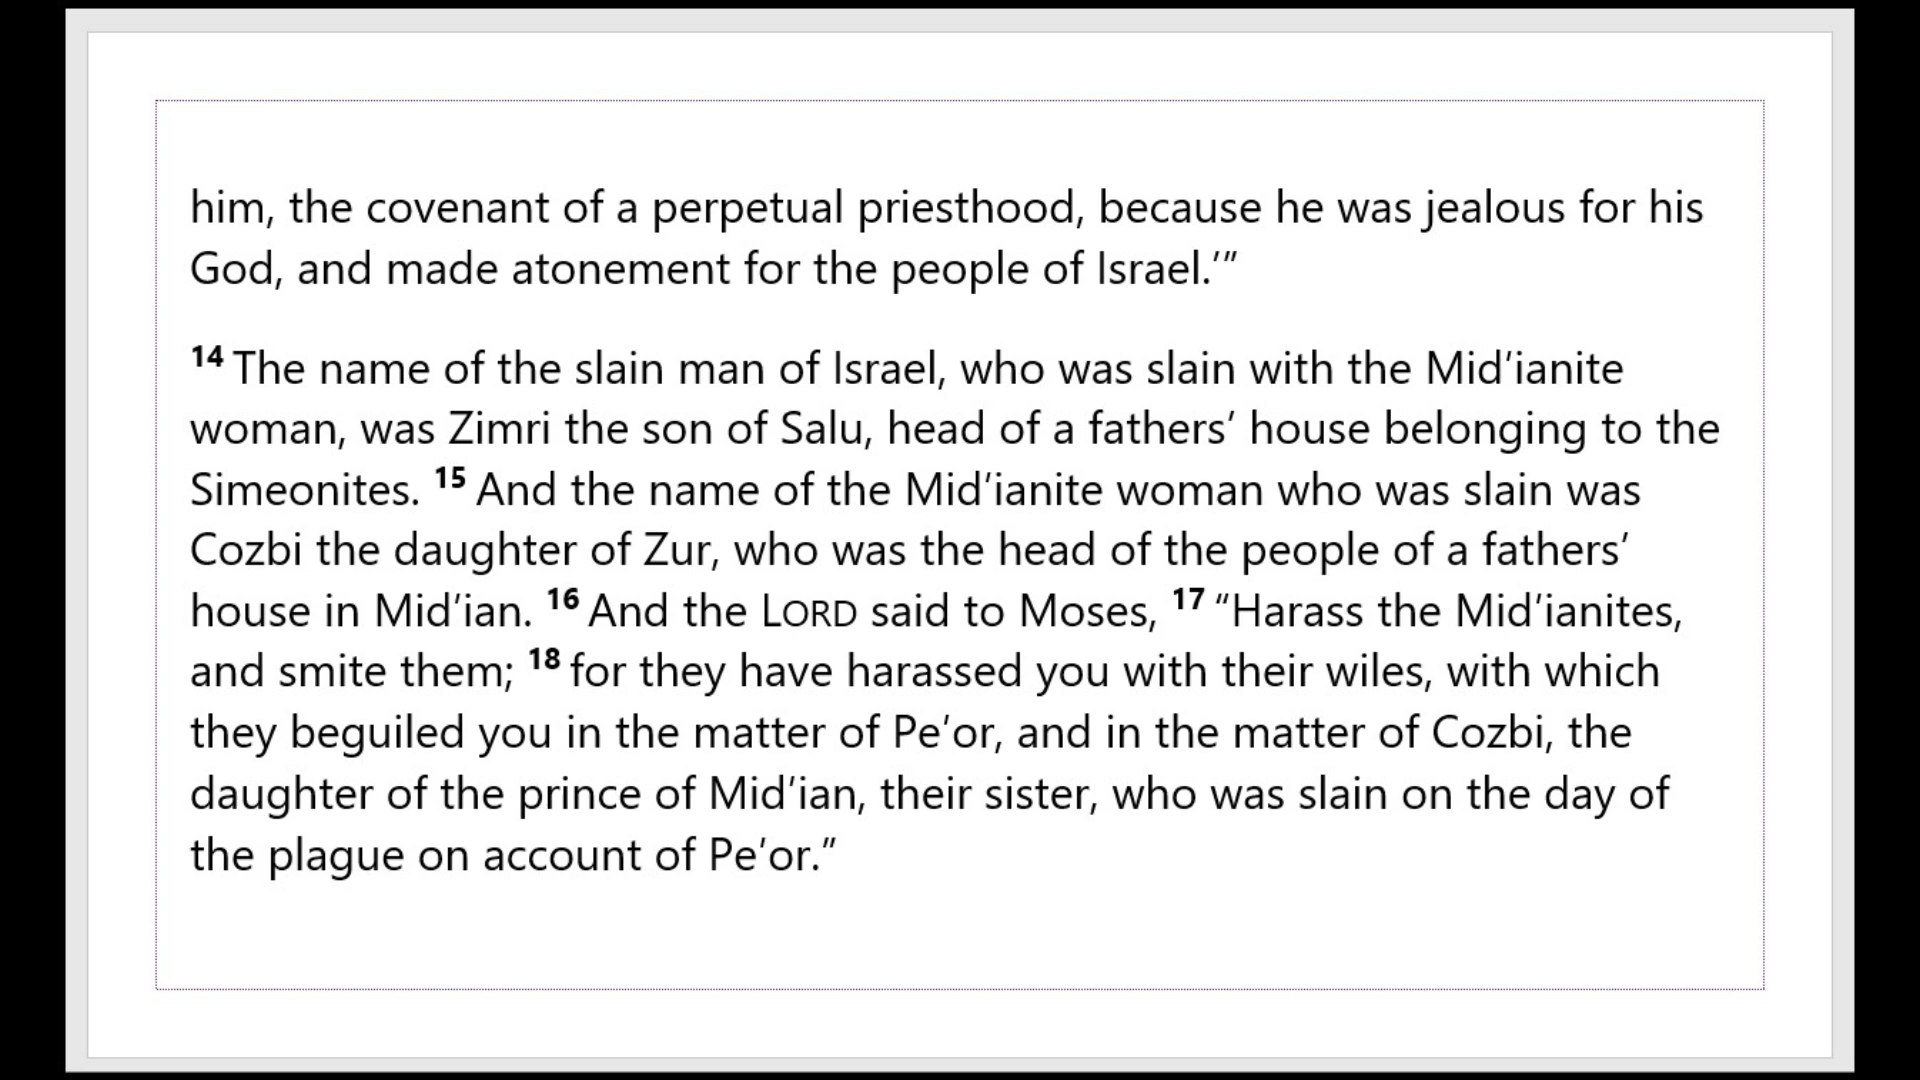 him, the covenant of a perpetual priesthood, because he was jealous for his
God, and made atonement for the people of Israel.’”
14 The name of the slain man of Israel, who was slain with the Mid′ianite
woman, was Zimri the son of Salu, head of a fathers’ house belonging to the
Simeonites. 15 And the name of the Mid′ianite woman who was slain was
Cozbi the daughter of Zur, who was the head of the people of a fathers’
house in Mid′ian. 16 And the LORD said to Moses, 17 “Harass the Mid′ianites,
and smite them; 18 for they have harassed you with their wiles, with which
they beguiled you in the matter of Pe′or, and in the matter of Cozbi, the
daughter of the prince of Mid′ian, their sister, who was slain on the day of
the plague on account of Pe′or.”